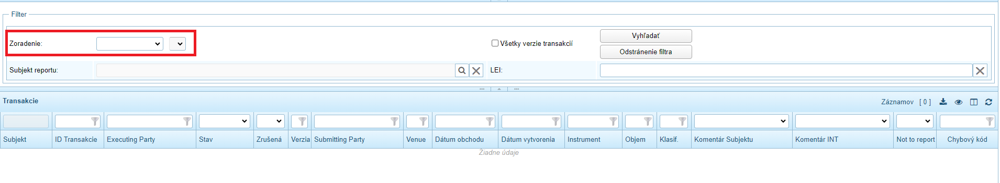 Filter
Zoradenie:
Všetky verzie transakcií
Vyhľadať
Odstránenie filtra
Subjekt reportu:
LEI:
Transakcie
Záznamov [ 0 ]
Subjekt ID Transakcie Executing Party Stav Zrušená Verzia Submitting Party Venue Dátum obchodu Dátum vytvorenia Instrument Objem Klasif. Komentár Subjektu Komentár INT Not to report Chybový kód
Žiadne údaje